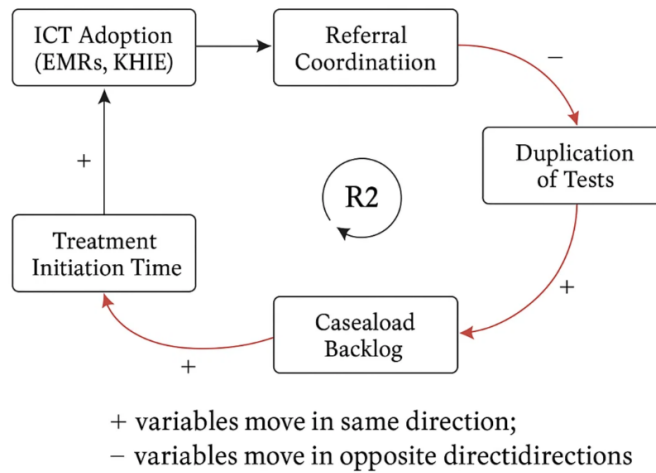 ICT Adoption
(EMRs, KHIE)
Referral
Coordinatiion
−
Duplication
of Tests
+
R2
+
Treatment
Initiation Time
Casealoād Backlog
+
+ variables move in same direction;
− variables move in opposite directidirections